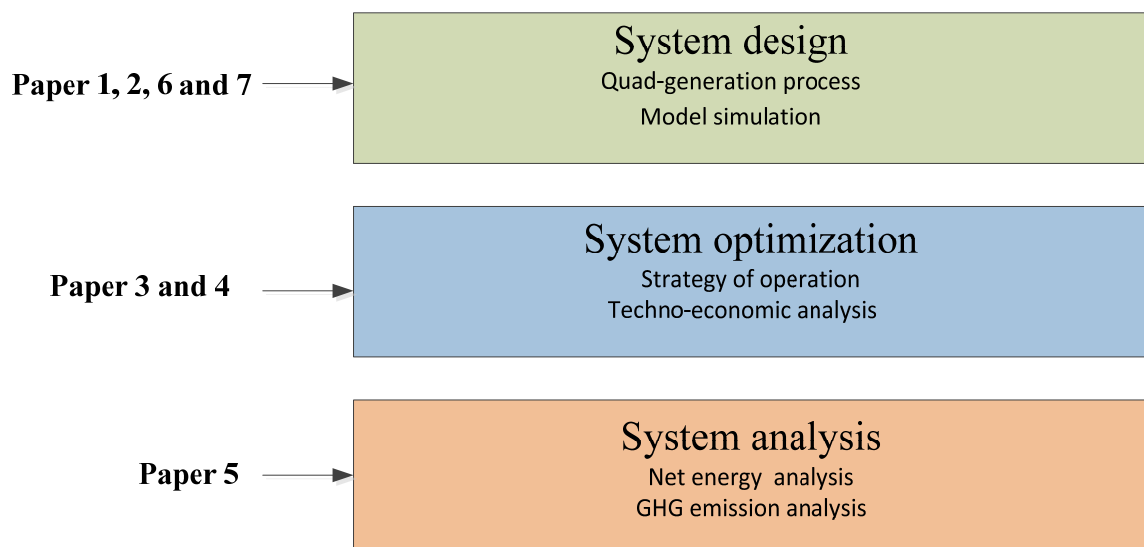 System design
Quad-generation process
Paper 1, 2, 6 and 7
Model simulation
System optimization
Strategy of operation
Paper 3 and 4
Techno-economic analysis
System analysis
Net energy analysis
Paper 5
GHG emission analysis